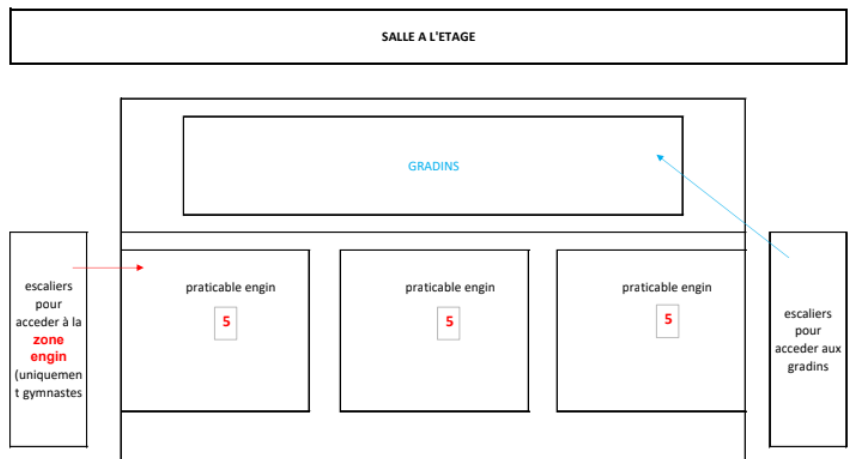 SALLE A L'ETAGE
GRADINS
praticable engin
praticable engin
praticable engin
5
5
5
escaliers
pour
acceder à la
zone
engin
(uniquemen
t gymnastes
escaliers
pour
acceder aux
gradins